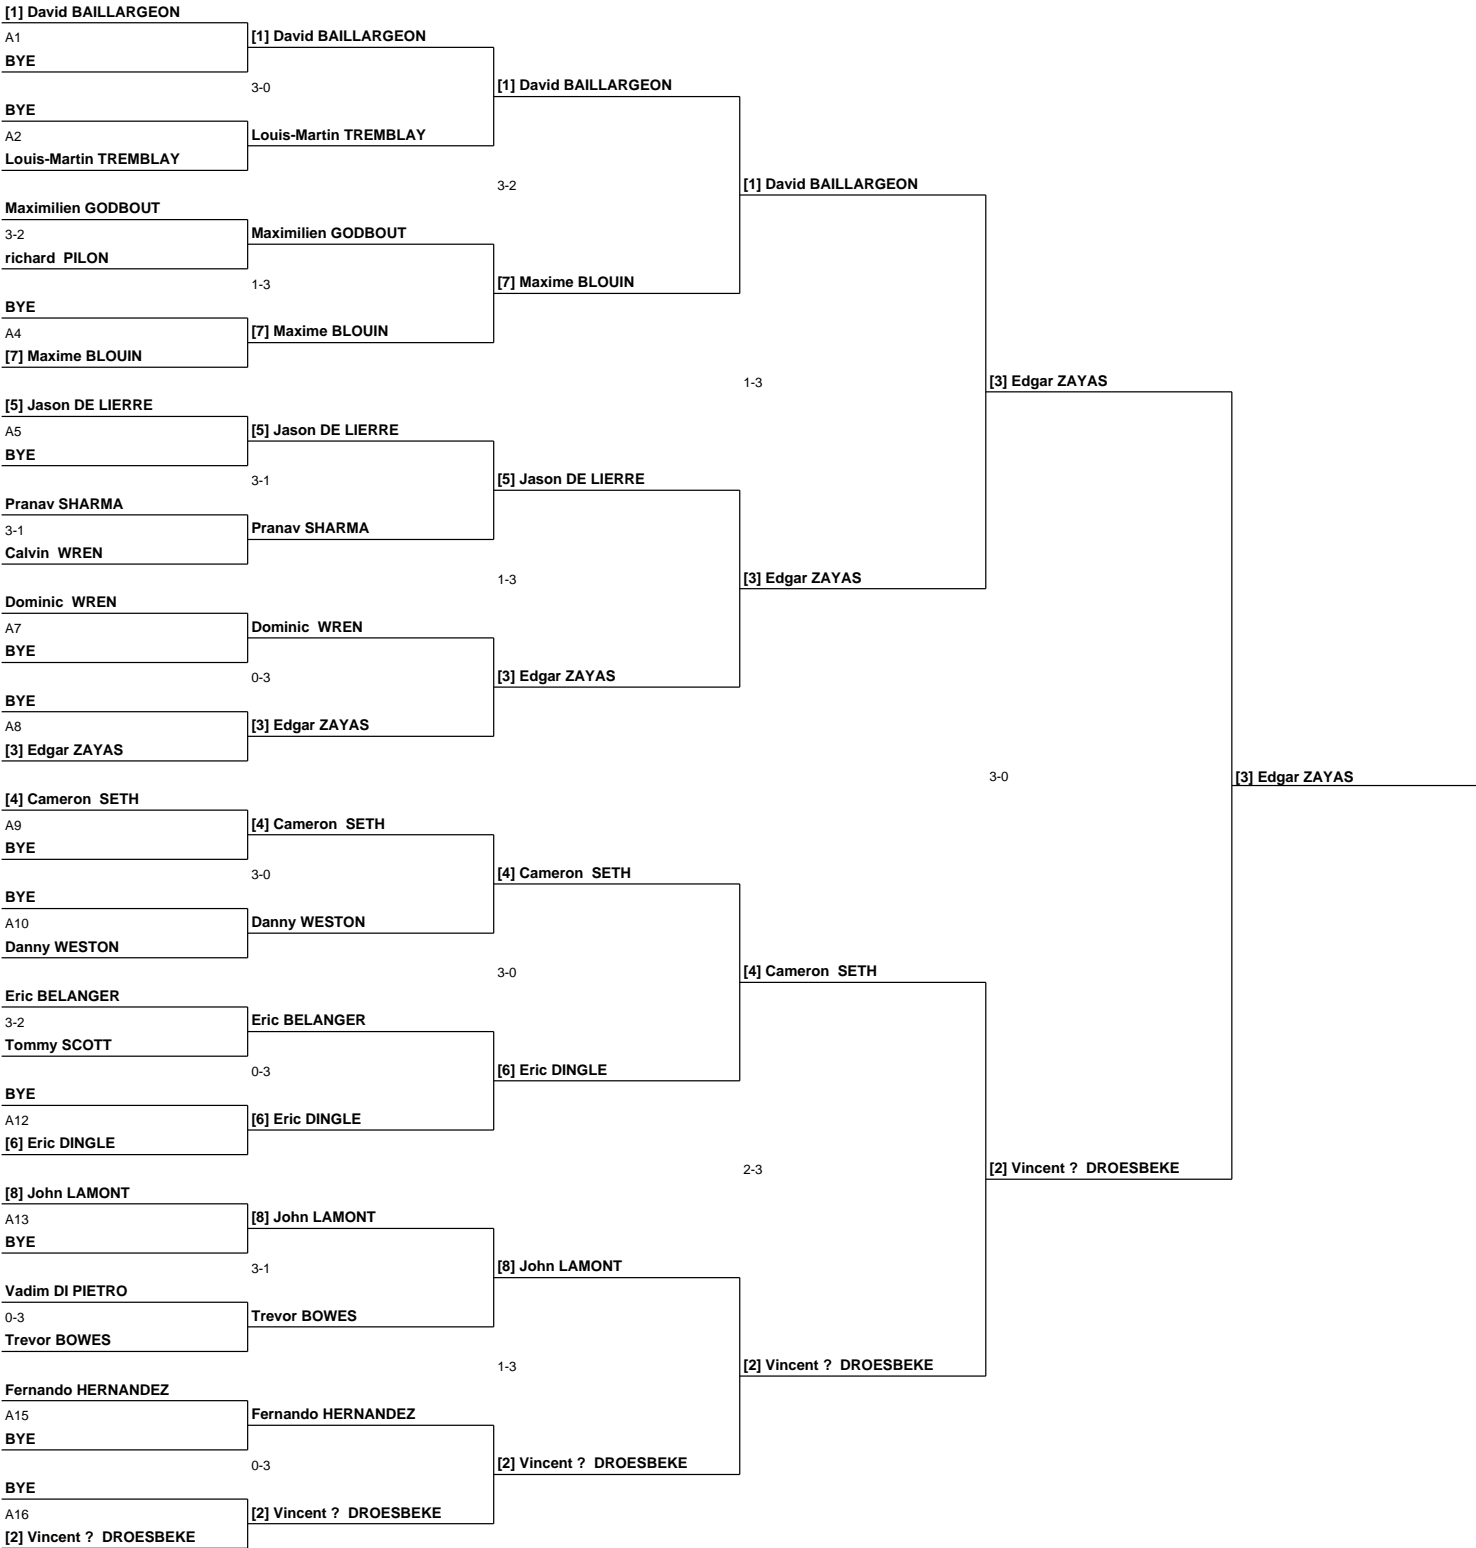 [1] David BAILLARGEON
A1
[1] David BAILLARGEON
BYE
3-0
[1] David BAILLARGEON
BYE
A2
Louis-Martin TREMBLAY
Louis-Martin TREMBLAY
3-2
[1] David BAILLARGEON
Maximilien GODBOUT
3-2
Maximilien GODBOUT
richard  PILON
1-3
[7] Maxime BLOUIN
BYE
A4
[7] Maxime BLOUIN
[7] Maxime BLOUIN
1-3
[3] Edgar ZAYAS
[5] Jason DE LIERRE
A5
[5] Jason DE LIERRE
BYE
3-1
[5] Jason DE LIERRE
Pranav SHARMA
3-1
Pranav SHARMA
Calvin  WREN
1-3
[3] Edgar ZAYAS
Dominic  WREN
A7
Dominic  WREN
BYE
0-3
[3] Edgar ZAYAS
BYE
A8
[3] Edgar ZAYAS
[3] Edgar ZAYAS
3-0
[3] Edgar ZAYAS
[4] Cameron  SETH
A9
[4] Cameron  SETH
BYE
3-0
[4] Cameron  SETH
BYE
A10
Danny WESTON
Danny WESTON
3-0
[4] Cameron  SETH
Eric BELANGER
3-2
Eric BELANGER
Tommy SCOTT
0-3
[6] Eric DINGLE
BYE
A12
[6] Eric DINGLE
[6] Eric DINGLE
2-3
[2] Vincent ?  DROESBEKE
[8] John LAMONT
A13
[8] John LAMONT
BYE
3-1
[8] John LAMONT
Vadim DI PIETRO
0-3
Trevor BOWES
Trevor BOWES
1-3
[2] Vincent ?  DROESBEKE
Fernando HERNANDEZ
A15
Fernando HERNANDEZ
BYE
0-3
[2] Vincent ?  DROESBEKE
BYE
A16
[2] Vincent ?  DROESBEKE
[2] Vincent ?  DROESBEKE